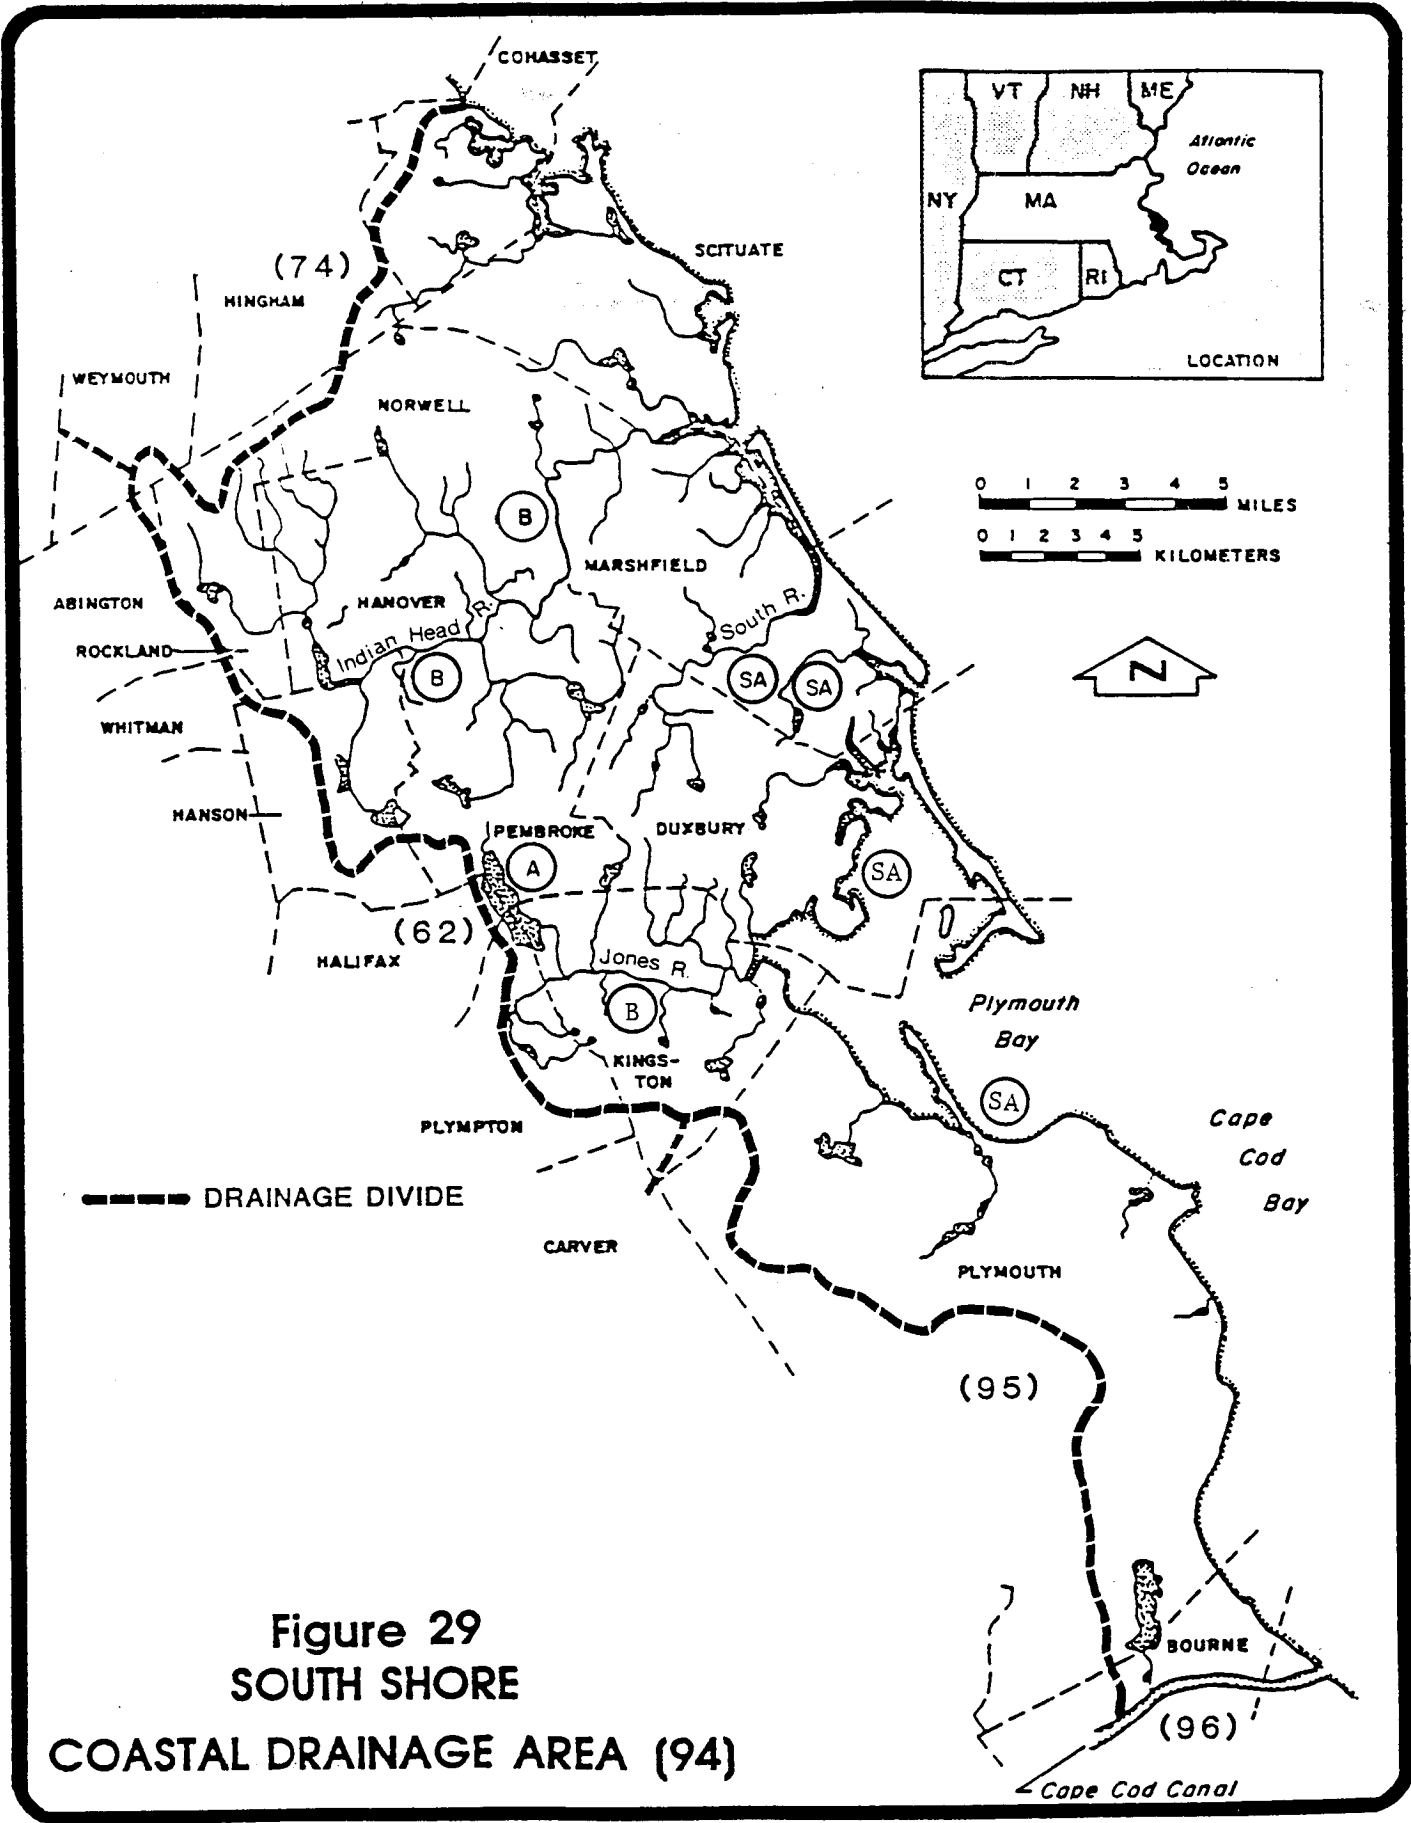 COHASSET
VT
NH
ME
Atlantic
Ocean
NY
MA
CT
RI
LOCATION
SCITUATE
(74)
HINGHAM
WEYMOUTH
NORWELL
B
0 1 2 3 4 5
MILES
0 1 2 3 4 5
KILOMETERS
MARSHFIELD
ABINGTON
HANOVER
South R.
Indian Head R.
ROCKLAND
B
SA
SA
N
WHITMAN
HANSON
PEMBROKE
DUXBURY
A
SA
(62)
HALIFAX
Jones R.
B
Plymouth
Bay
KINGS-
TON
SA
PLYMPTON
Cape
Cod
Bay
DRAINAGE DIVIDE
CARVER
PLYMOUTH
(95)
BOURNE
(96)
Cape Cod Canal
Figure 29
SOUTH SHORE
COASTAL DRAINAGE AREA (94)